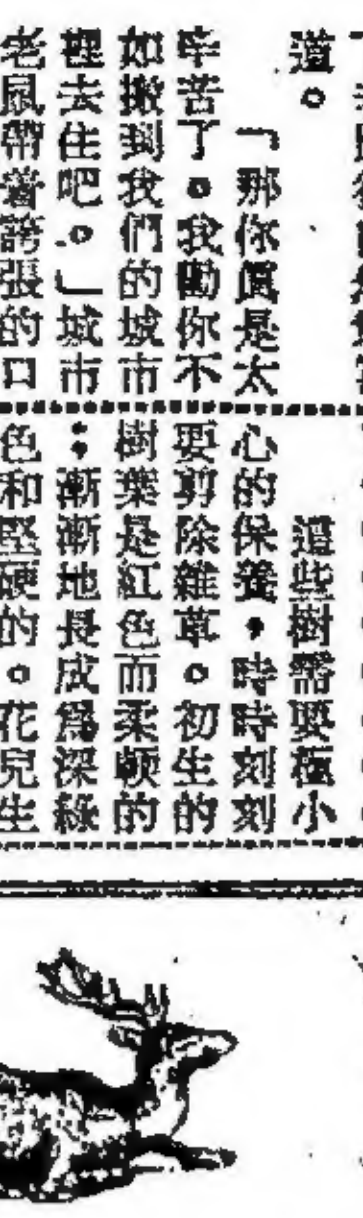 道。
「那你眞是太
辛苦了。我勸你不
如搬到我們的城市
裡去住吧。」城市
老鼠帶着誇張的口
這些樹需要極小
心的保養，時時刻刻
要剪除雜草。初生的
樹葉是紅色而柔軟的
：漸漸地長成爲深綠
色和堅硬的。花兒生